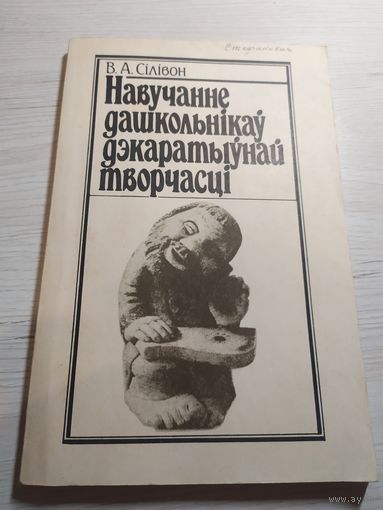 В. А. Сілівон
Навучанне
дашкольнікаў
дэкаратыўнай
творчасці